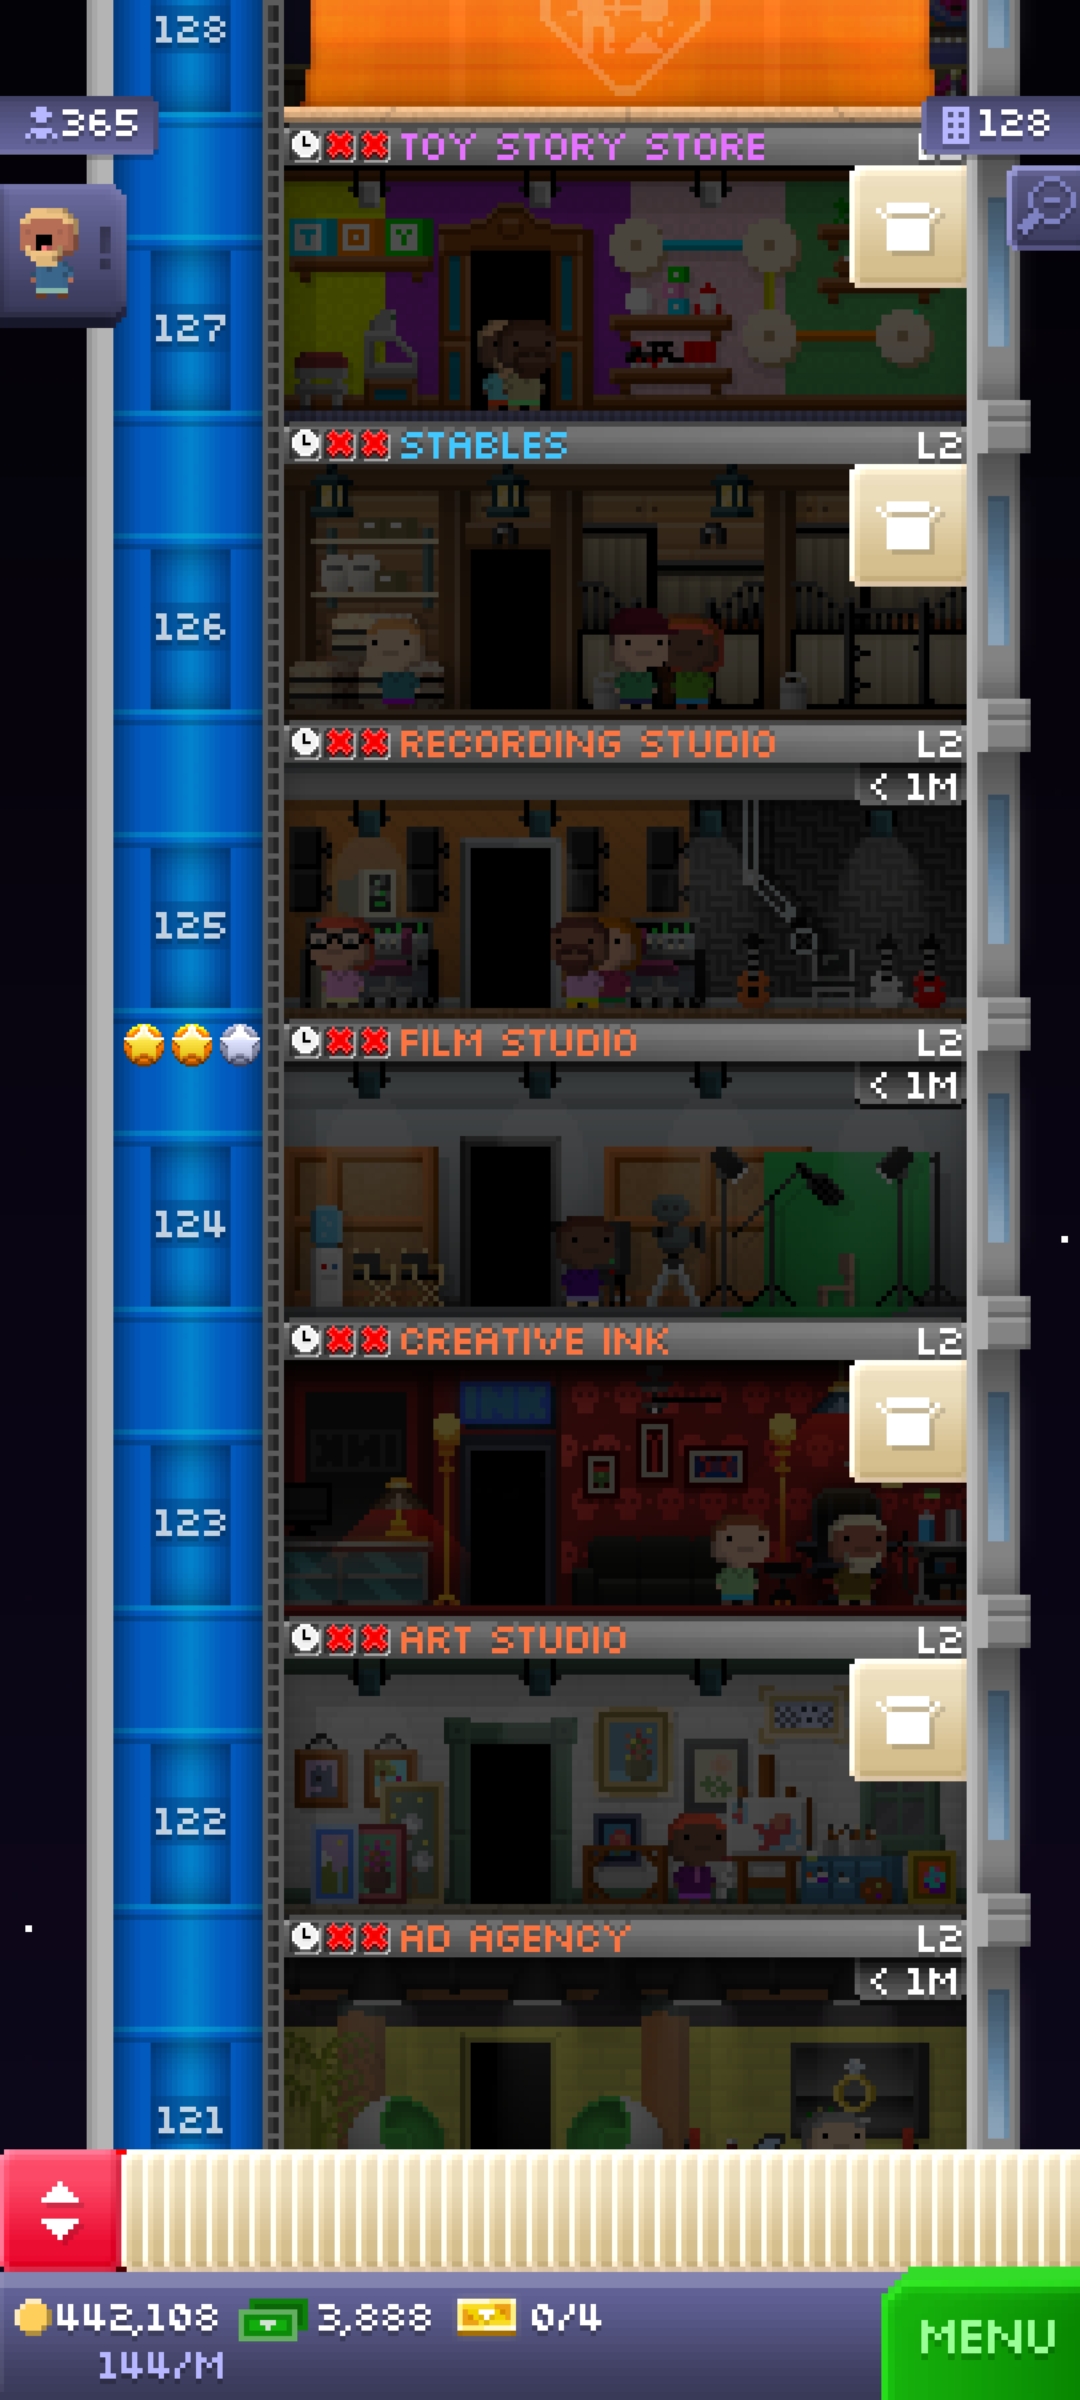 128
365
128
TOY STORY STORE
TOY
127
STABLES L2
126
RECORDING STUDIO L2
< 1M
125
FILM STUDIO L2
< 1M
124
CREATIVE INK L2
INK
123
ART STUDIO L2
122
AD AGENCY L2
< 1M
121
442,108 3,888 0/4
144/M
MENU